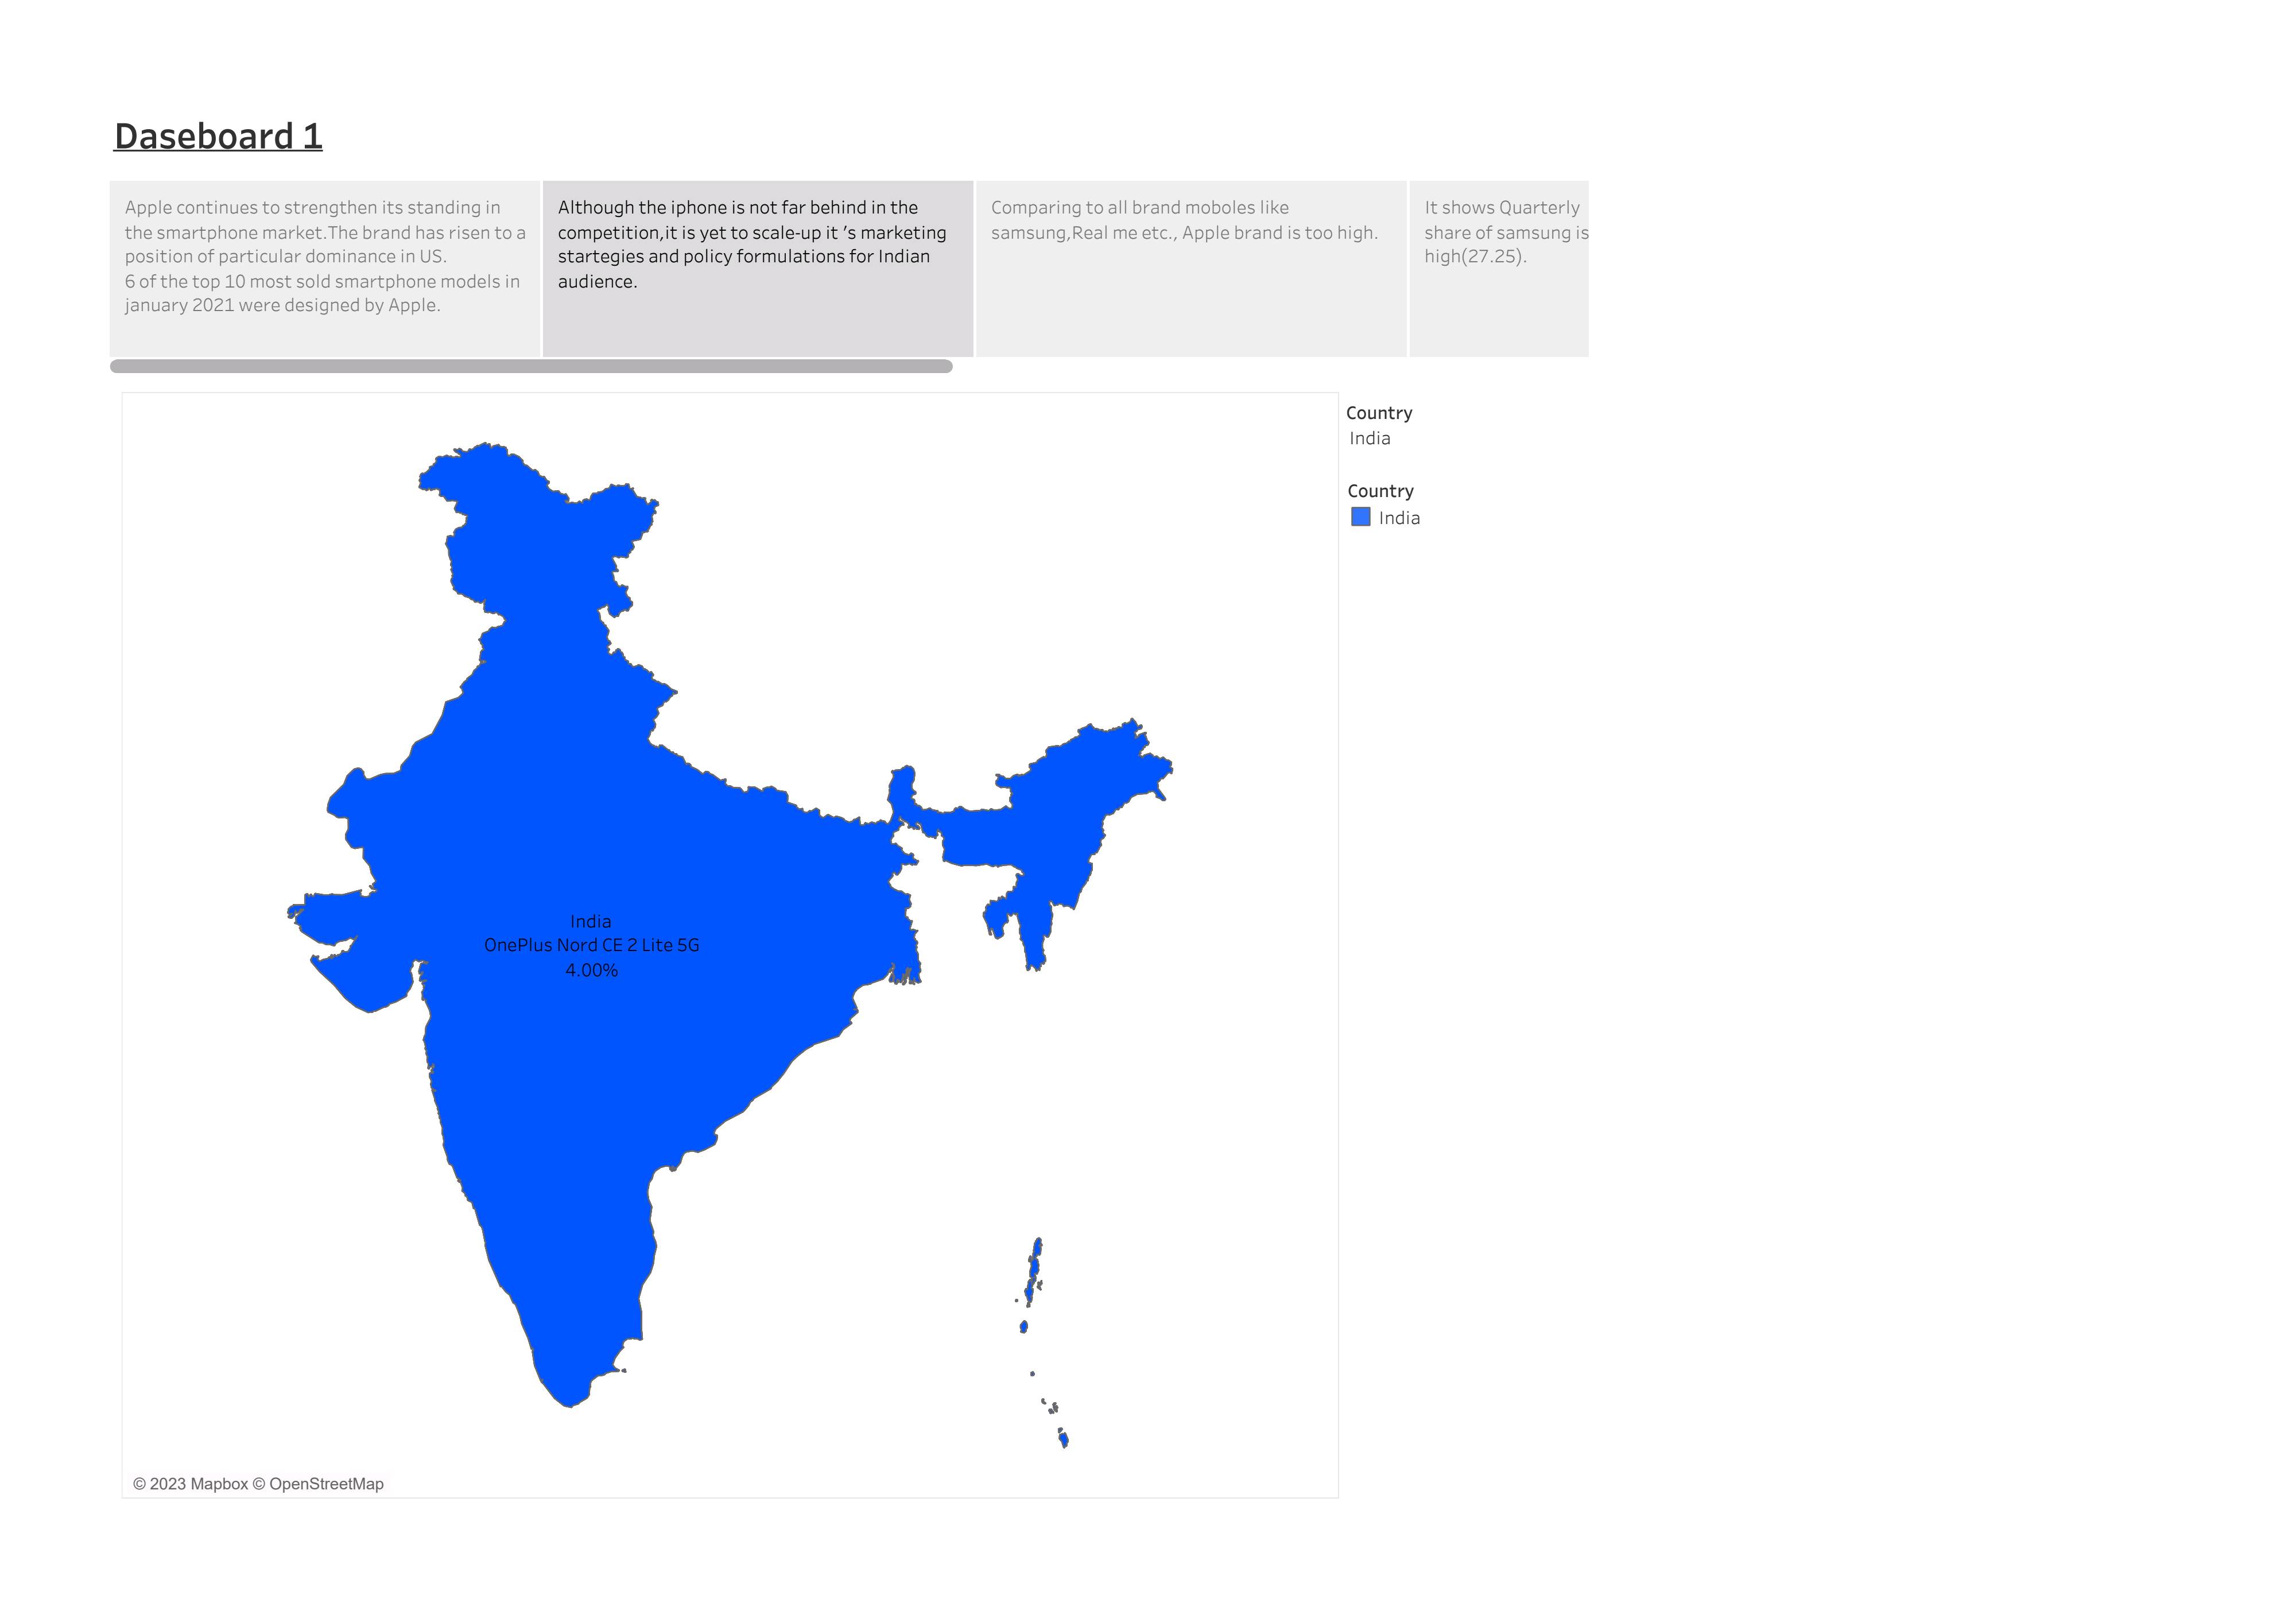 Daseboard 1
Apple continues to strengthen its standing in
the smartphone market.The brand has risen to a
position of particular dominance in US.
6 of the top 10 most sold smartphone models in
january 2021 were designed by Apple.
Although the iphone is not far behind in the
competition,it is yet to scale-up it ’s marketing
startegies and policy formulations for Indian
audience.
Comparing to all brand moboles like
samsung,Real me etc., Apple brand is too high.
It shows Quarterly
share of samsung is
high(27.25).
Country
India
Country
India
India
OnePlus Nord CE 2 Lite 5G
4.00%
© 2023 Mapbox © OpenStreetMap